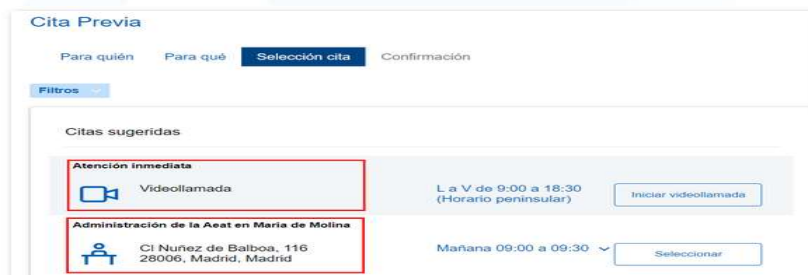 Cita Previa
Para quién Para qué Selección cita Confirmación
Filtros
Citas sugeridas
Atención inmediata
Videollamada
L a V de 9:00 a 18:30
(Horario peninsular)
Iniciar videollamada
Administración de la Aeat en Maria de Molina
Cl Nuñez de Balboa, 116
28006, Madrid, Madrid
Mañana 09:00 a 09:30
Seleccionar